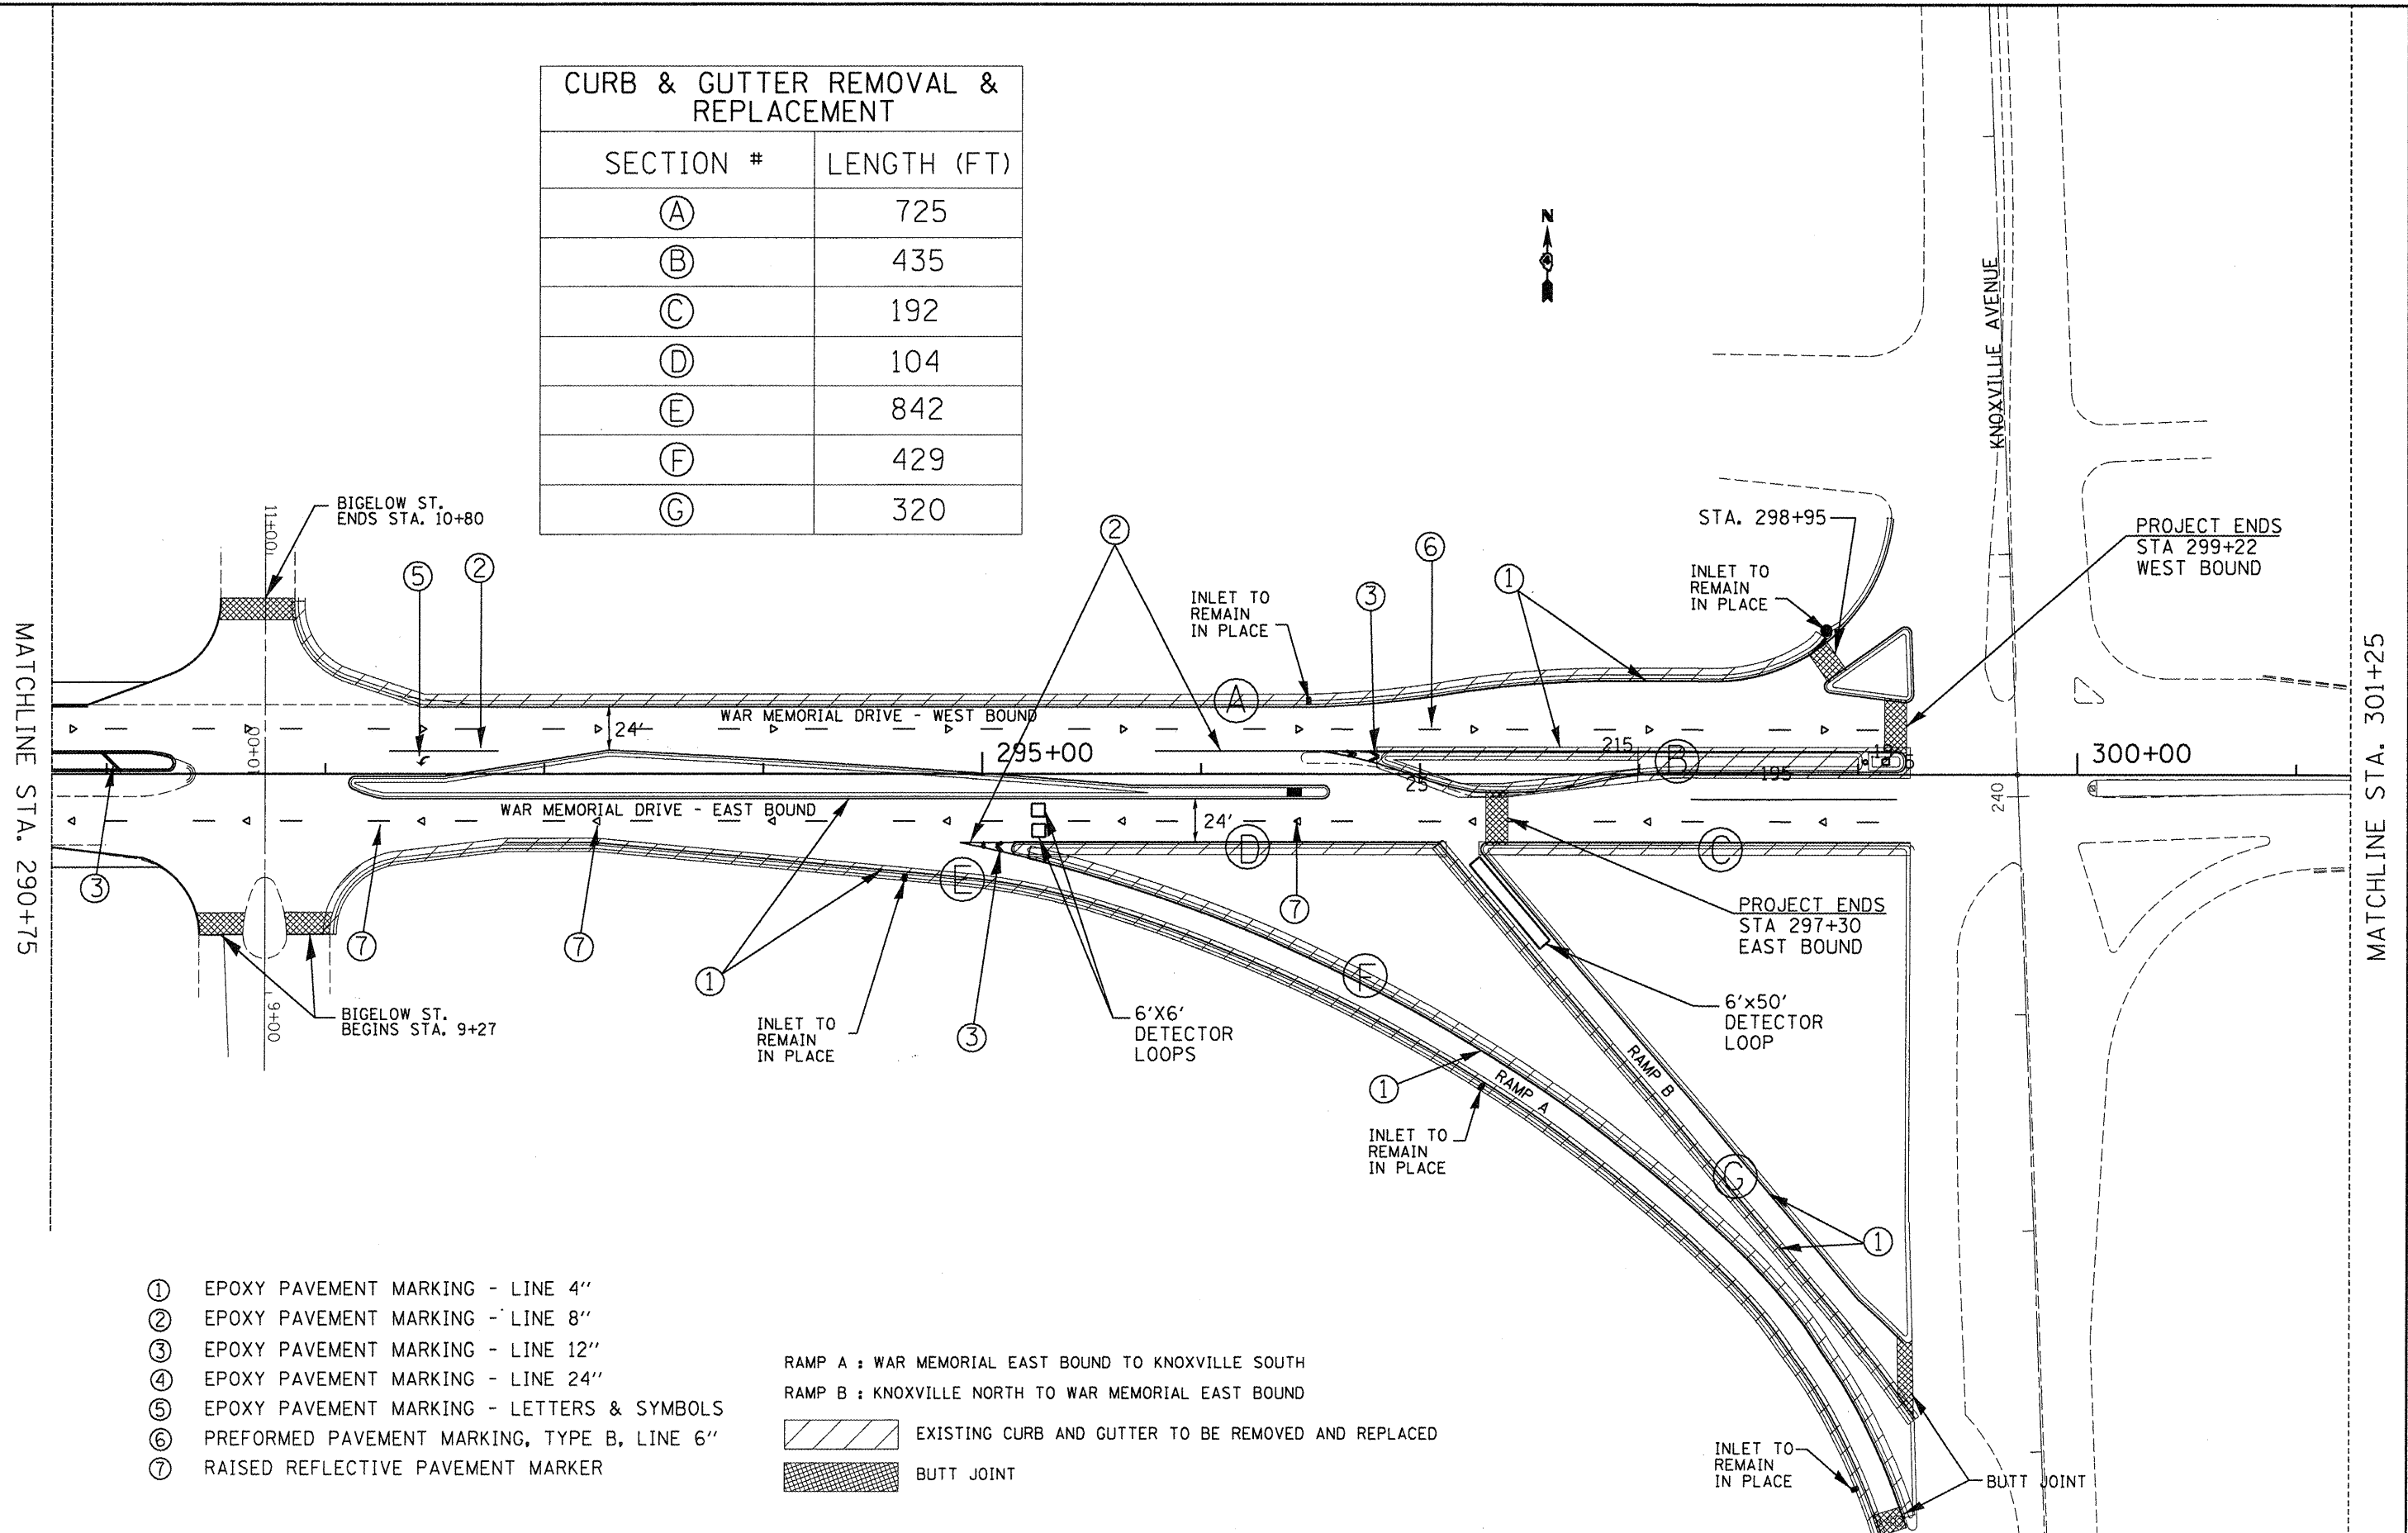 CURB & GUTTER REMOVAL &
REPLACEMENT
SECTION # LENGTH (FT)
A 725
B 435
C 192
D 104
E 842
F 429
G 320
N
4
KNOXVILLE AVENUE
MATCHLINE STA. 290+75
MATCHLINE STA. 301+25
BIGELOW ST.
ENDS STA. 10+80
11+00
5
2
2
INLET TO
REMAIN
IN PLACE
3
6
1
STA. 298+95
INLET TO
REMAIN
IN PLACE
PROJECT ENDS
STA 299+22
WEST BOUND
A
WAR MEMORIAL DRIVE - WEST BOUND
24'
10+00
295+00
215
B
195
25
300+00
240
WAR MEMORIAL DRIVE - EAST BOUND
24'
D
C
E
3
7
7
1
7
3
BIGELOW ST.
BEGINS STA. 9+27
9+00
INLET TO
REMAIN
IN PLACE
6'X6'
DETECTOR
LOOPS
F
PROJECT ENDS
STA 297+30
EAST BOUND
6'x50'
DETECTOR
LOOP
1
RAMP A
RAMP B
INLET TO
REMAIN
IN PLACE
G
1
INLET TO
REMAIN
IN PLACE
BUTT JOINT
1 EPOXY PAVEMENT MARKING - LINE 4"
2 EPOXY PAVEMENT MARKING - LINE 8"
3 EPOXY PAVEMENT MARKING - LINE 12"
4 EPOXY PAVEMENT MARKING - LINE 24"
5 EPOXY PAVEMENT MARKING - LETTERS & SYMBOLS
6 PREFORMED PAVEMENT MARKING, TYPE B, LINE 6"
7 RAISED REFLECTIVE PAVEMENT MARKER
RAMP A : WAR MEMORIAL EAST BOUND TO KNOXVILLE SOUTH
RAMP B : KNOXVILLE NORTH TO WAR MEMORIAL EAST BOUND
EXISTING CURB AND GUTTER TO BE REMOVED AND REPLACED
BUTT JOINT